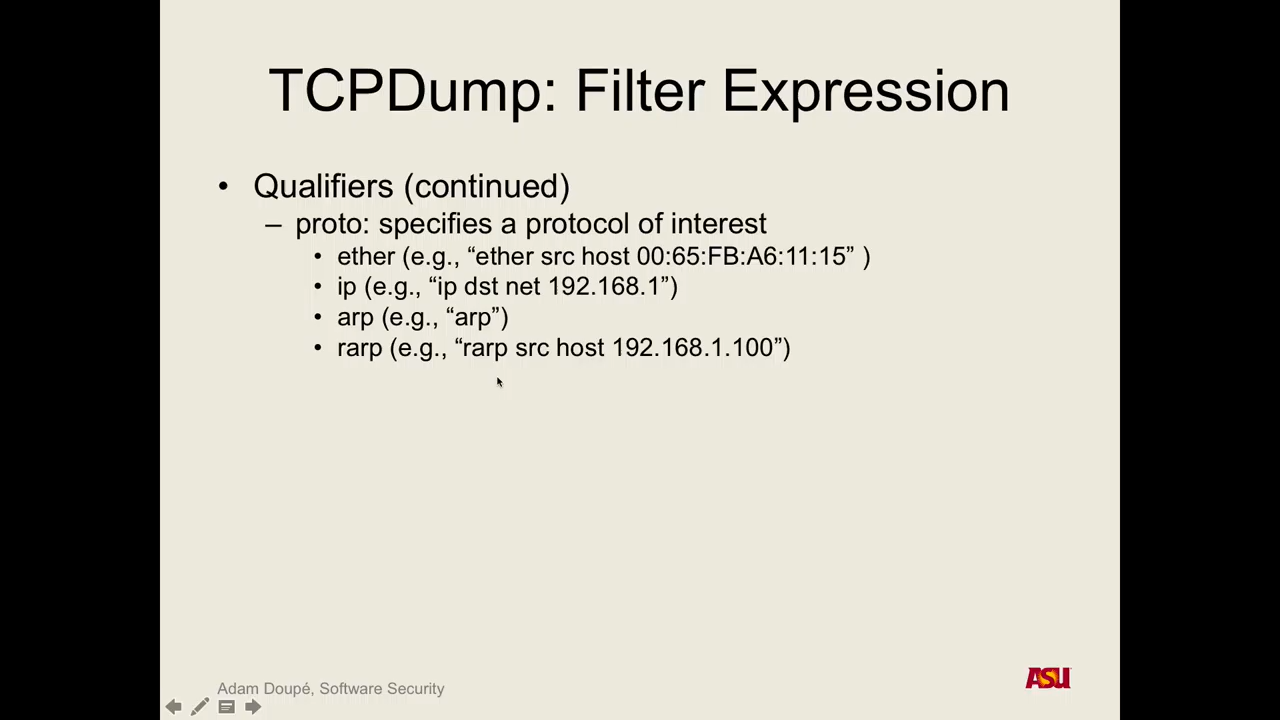 TCPDump: Filter Expression
• Qualifiers (continued)
– proto: specifies a protocol of interest
• ether (e.g., “ether src host 00:65:FB:A6:11:15” )
• ip (e.g., “ip dst net 192.168.1”)
• arp (e.g., “arp”)
• rarp (e.g., “rarp src host 192.168.1.100”)
Adam Doupé, Software Security
ASU